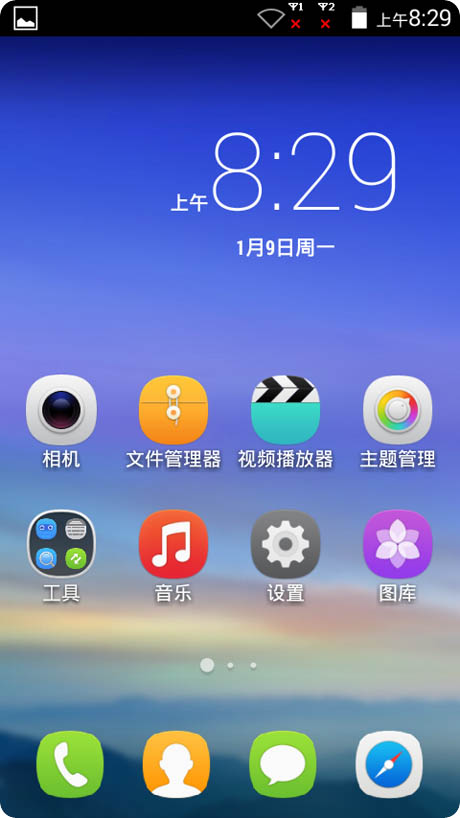 1 2 上午8:29
上午8:29
1月9日周一
相机 文件管理器 视频播放器 主题管理
工具 音乐 设置 图库